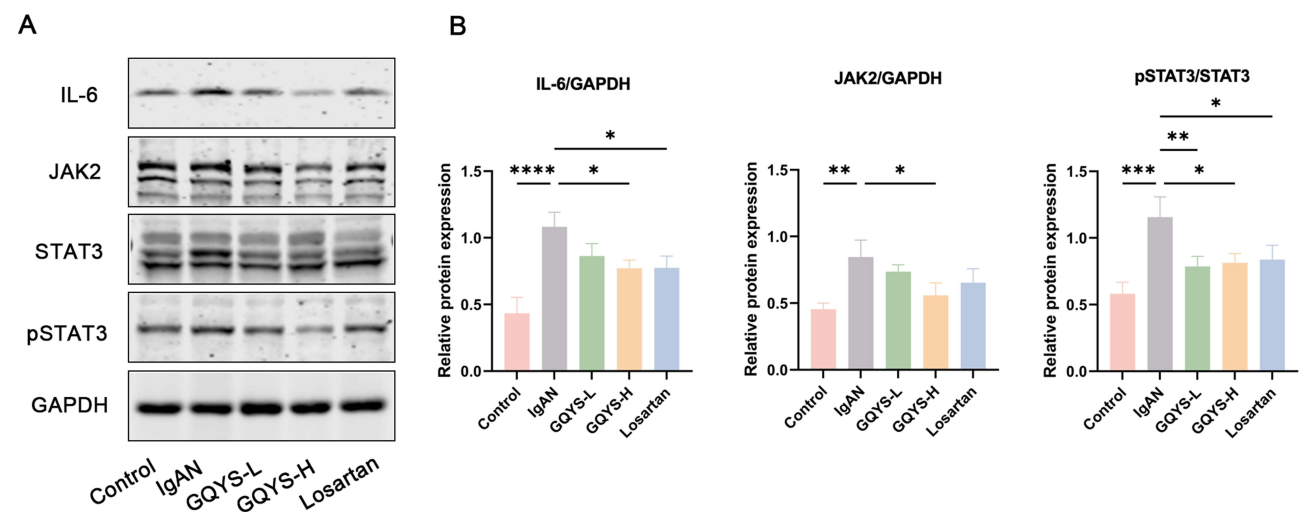 A
IL-6
JAK2
STAT3
pSTAT3
GAPDH
Control
IgAN
GQYS-L
GQYS-H
Losartan
B
IL-6/GAPDH
Relative protein expression
1.5
1.0
0.5
0.0
****
*
*
Control
IgAN
GQYS-L
GQYS-H
Losartan
JAK2/GAPDH
Relative protein expression
1.5
1.0
0.5
0.0
**
*
Control
IgAN
GQYS-L
GQYS-H
Losartan
pSTAT3/STAT3
Relative protein expression
1.5
1.0
0.5
0.0
*
**
***
*
Control
IgAN
GQYS-L
GQYS-H
Losartan